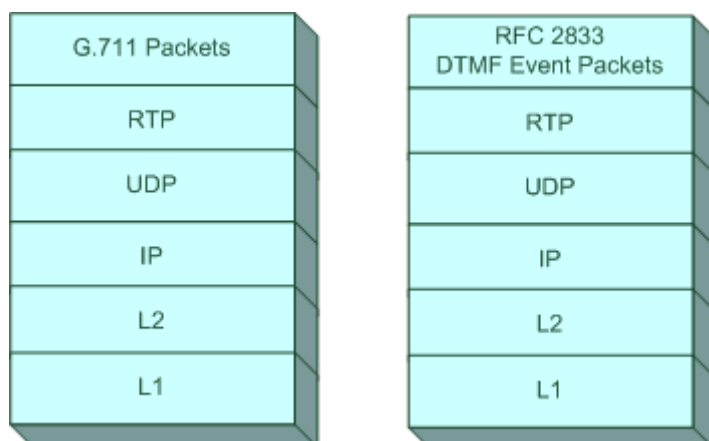 G.711 Packets
RTP
UDP
IP
L2
L1
RFC 2833
DTMF Event Packets
RTP
UDP
IP
L2
L1